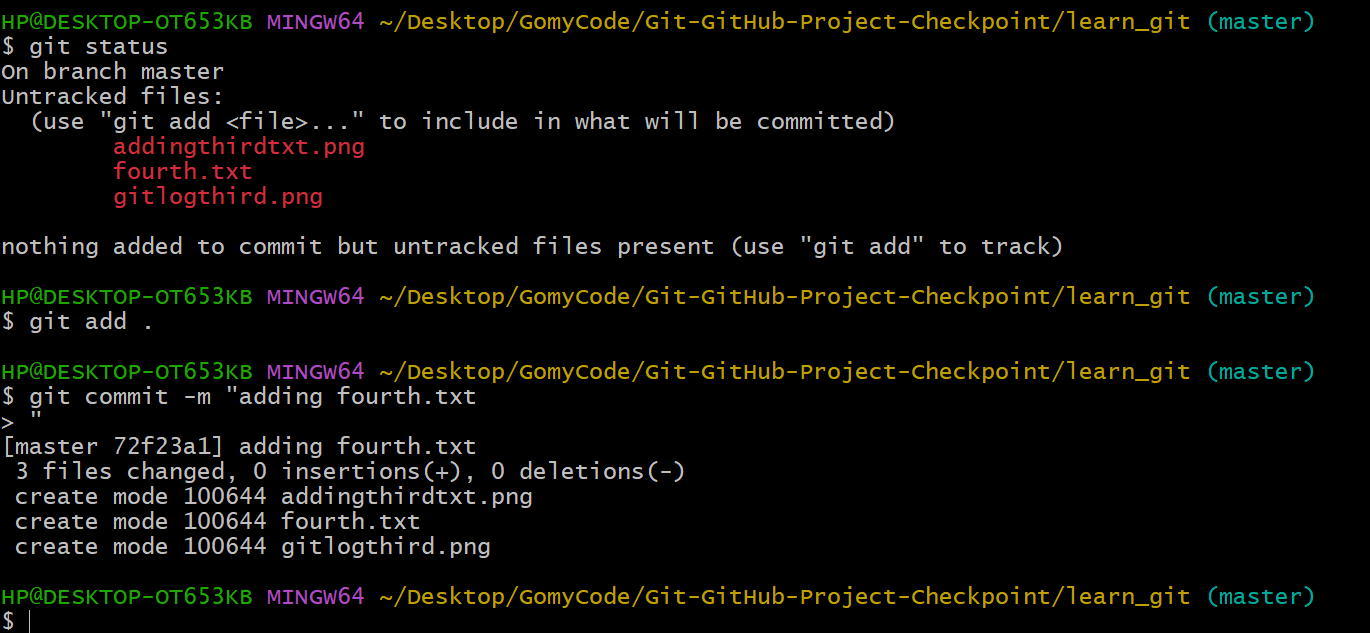 HP@DESKTOP-OT653KB MINGW64 ~/Desktop/GomyCode/Git-GitHub-Project-Checkpoint/learn_git (master)
$ git status
On branch master
Untracked files:
  (use "git add <file>..." to include in what will be committed)
        addingthirdtxt.png
        fourth.txt
        gitlogthird.png

nothing added to commit but untracked files present (use "git add" to track)

HP@DESKTOP-OT653KB MINGW64 ~/Desktop/GomyCode/Git-GitHub-Project-Checkpoint/learn_git (master)
$ git add .

HP@DESKTOP-OT653KB MINGW64 ~/Desktop/GomyCode/Git-GitHub-Project-Checkpoint/learn_git (master)
$ git commit -m "adding fourth.txt
> "
[master 72f23a1] adding fourth.txt
 3 files changed, 0 insertions(+), 0 deletions(-)
 create mode 100644 addingthirdtxt.png
 create mode 100644 fourth.txt
 create mode 100644 gitlogthird.png

HP@DESKTOP-OT653KB MINGW64 ~/Desktop/GomyCode/Git-GitHub-Project-Checkpoint/learn_git (master)
$